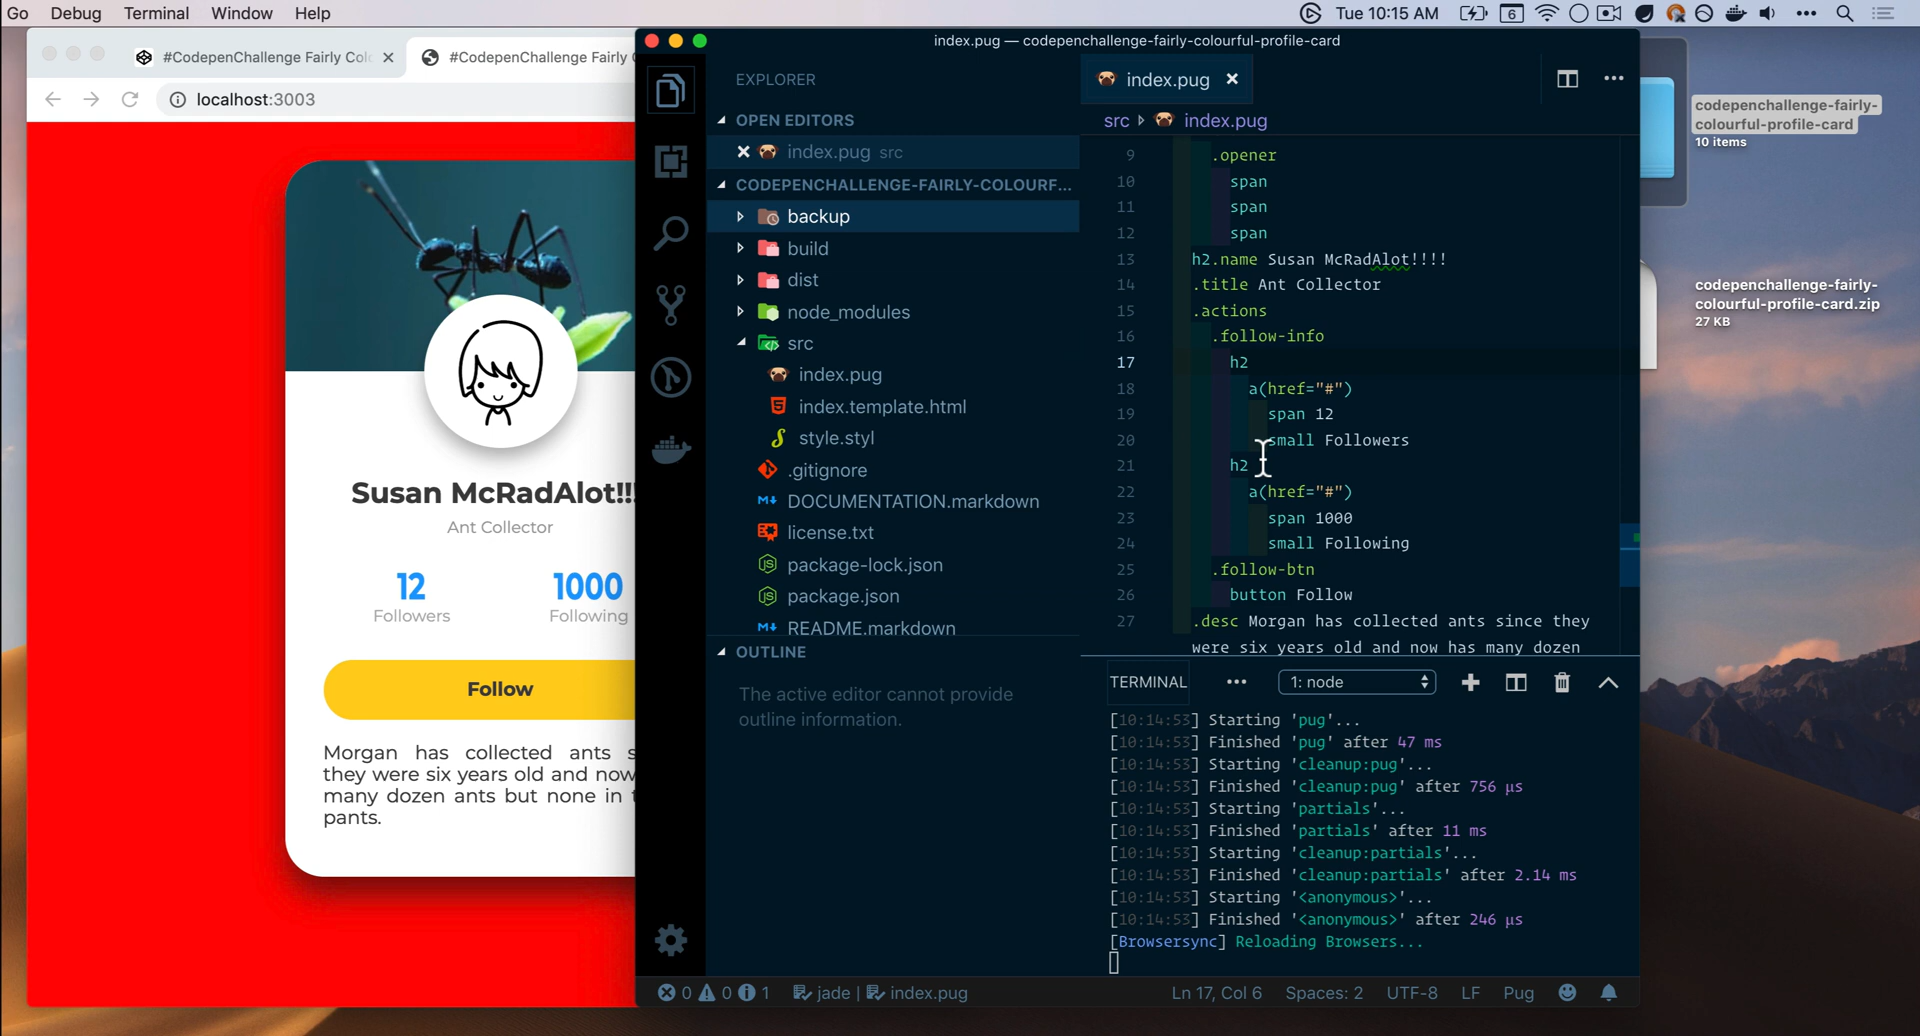 Go Debug Terminal Window Help
Tue 10:15 AM
6
#CodepenChallenge Fairly Colo
#CodepenChallenge Fairly C
localhost:3003
Susan McRadAlot!!!
Ant Collector
12
1000
Followers
Following
Follow
Morgan has collected ants s
they were six years old and now
many dozen ants but none in t
pants.
index.pug — codepenchallenge-fairly-colourful-profile-card
EXPLORER
OPEN EDITORS
index.pug src
CODEPENCHALLENGE-FAIRLY-COLOURF...
backup
build
dist
node_modules
src
index.pug
index.template.html
style.styl
.gitignore
DOCUMENTATION.markdown
license.txt
package-lock.json
package.json
README.markdown
OUTLINE
The active editor cannot provide
outline information.
index.pug
src index.pug
9 .opener
10 span
11 span
12 span
13 h2.name Susan McRadAlot!!!!
14 .title Ant Collector
15 .actions
16 .follow-info
17 h2
18 a(href="#")
19 span 12
20 small Followers
21 h2
22 a(href="#")
23 span 1000
24 small Following
25 .follow-btn
26 button Follow
27 .desc Morgan has collected ants since they
were six years old and now has many dozen
TERMINAL
1: node
[10:14:53] Starting 'pug'...
[10:14:53] Finished 'pug' after 47 ms
[10:14:53] Starting 'cleanup:pug'...
[10:14:53] Finished 'cleanup:pug' after 756 μs
[10:14:53] Starting 'partials'...
[10:14:53] Finished 'partials' after 11 ms
[10:14:53] Starting 'cleanup:partials'...
[10:14:53] Finished 'cleanup:partials' after 2.14 ms
[10:14:53] Starting '<anonymous>'...
[10:14:53] Finished '<anonymous>' after 246 μs
[Browsersync] Reloading Browsers...
0 0 1 jade | index.pug
Ln 17, Col 6 Spaces: 2 UTF-8 LF Pug
codepenchallenge-fairly-
colourful-profile-card
10 items
codepenchallenge-fairly-
colourful-profile-card.zip
27 KB